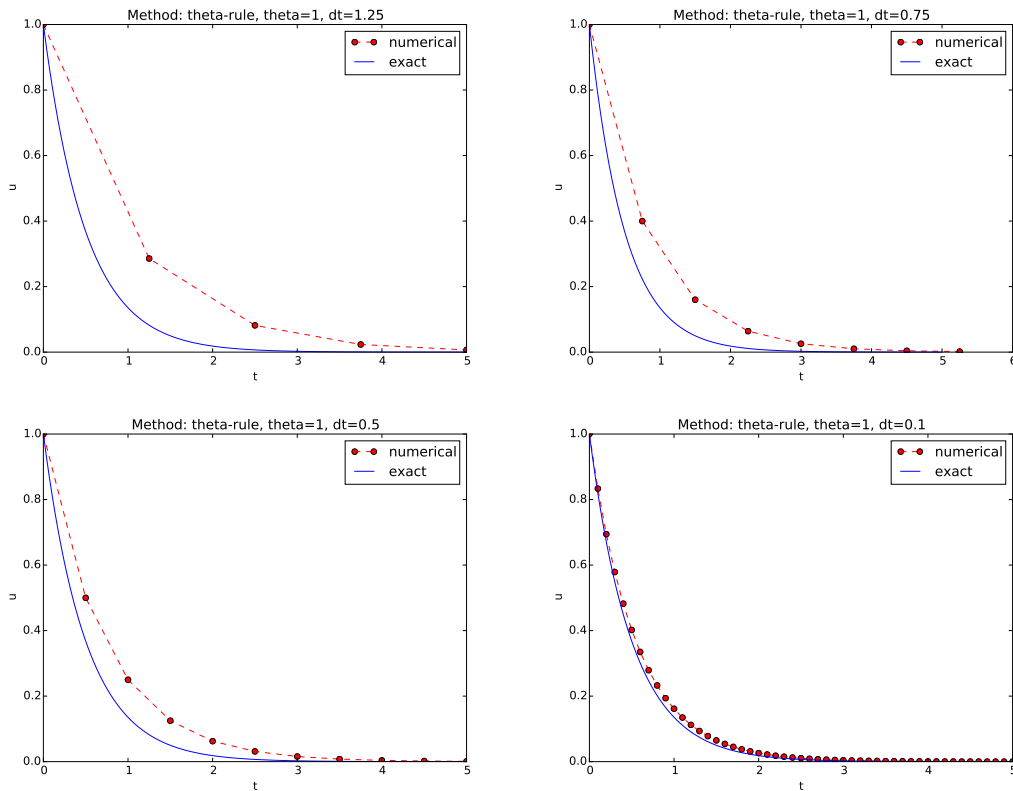 Method: theta-rule, theta=1, dt=1.25
1.0
0.8
0.6
0.4
0.2
0.0
u
0 1 2 3 4 5
t
numerical
exact
Method: theta-rule, theta=1, dt=0.75
1.0
0.8
0.6
0.4
0.2
0.0
u
0 1 2 3 4 5 6
t
numerical
exact
Method: theta-rule, theta=1, dt=0.5
1.0
0.8
0.6
0.4
0.2
0.0
u
0 1 2 3 4 5
t
numerical
exact
Method: theta-rule, theta=1, dt=0.1
1.0
0.8
0.6
0.4
0.2
0.0
u
0 1 2 3 4 5
t
numerical
exact